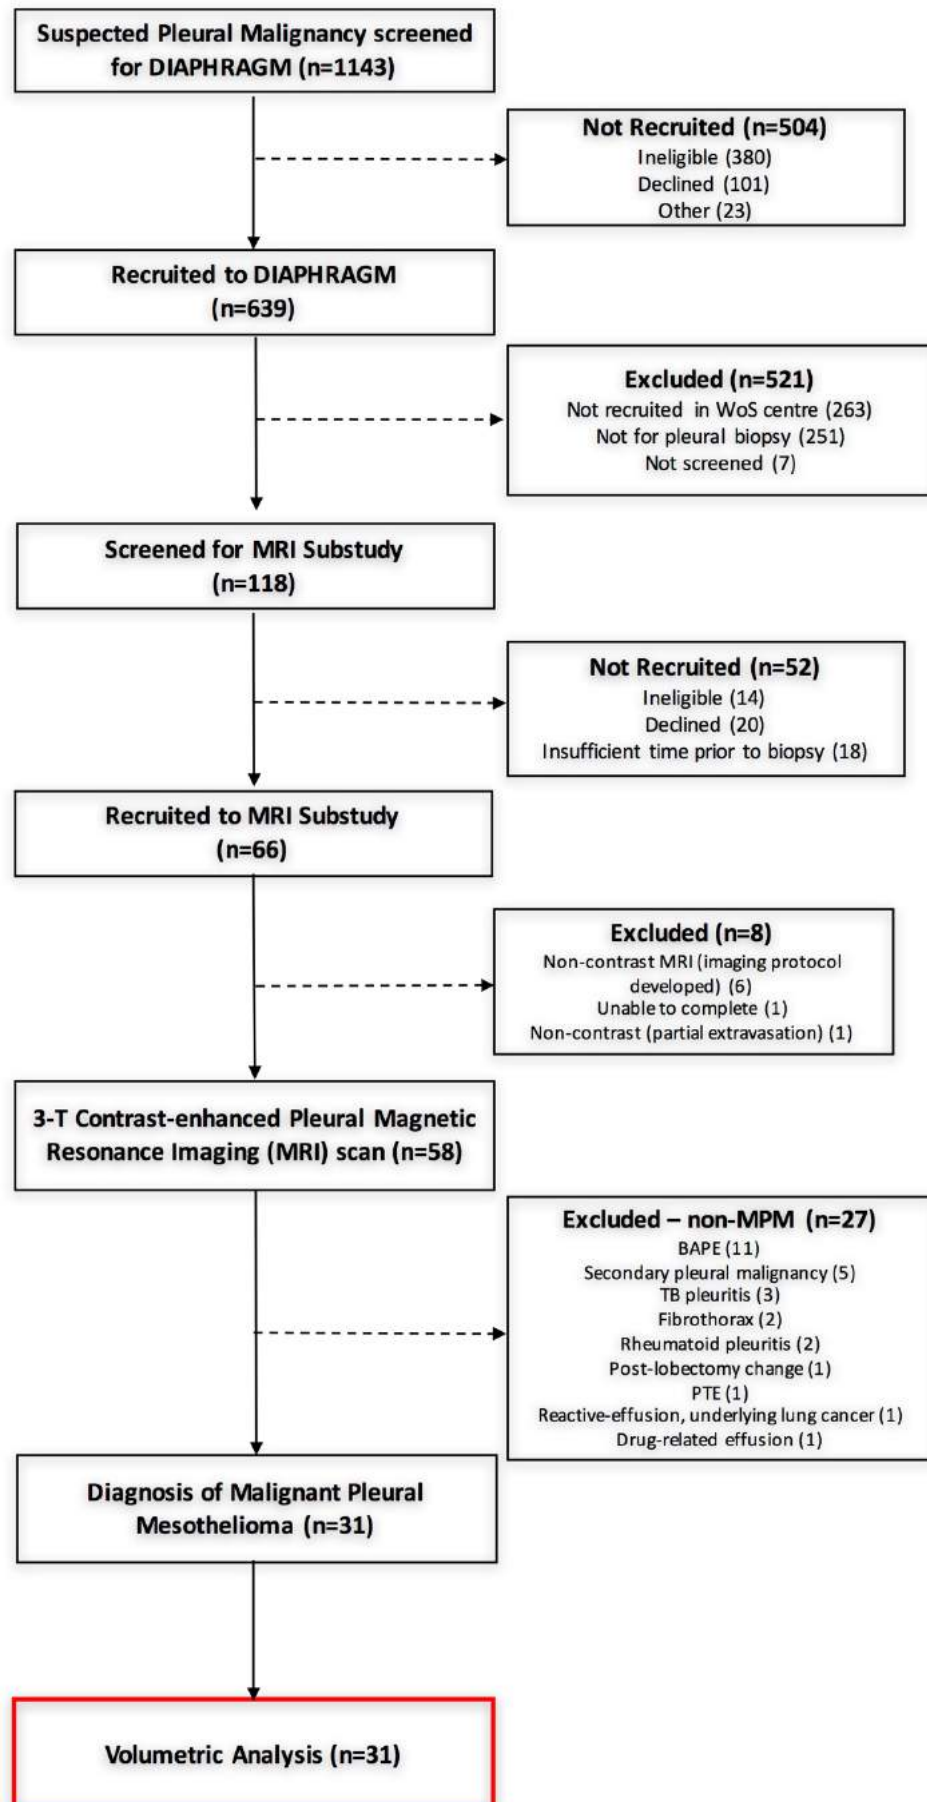 Suspected Pleural Malignancy screened
for DIAPHRAGM (n=1143)
Not Recruited (n=504)
Ineligible (380)
Declined (101)
Other (23)
Recruited to DIAPHRAGM
(n=639)
Excluded (n=521)
Not recruited in WoS centre (263)
Not for pleural biopsy (251)
Not screened (7)
Screened for MRI Substudy
(n=118)
Not Recruited (n=52)
Ineligible (14)
Declined (20)
Insufficient time prior to biopsy (18)
Recruited to MRI Substudy
(n=66)
Excluded (n=8)
Non-contrast MRI (imaging protocol
developed) (6)
Unable to complete (1)
Non-contrast (partial extravasation) (1)
3-T Contrast-enhanced Pleural Magnetic
Resonance Imaging (MRI) scan (n=58)
Excluded – non-MPM (n=27)
BAPE (11)
Secondary pleural malignancy (5)
TB pleuritis (3)
Fibrothorax (2)
Rheumatoid pleuritis (2)
Post-lobectomy change (1)
PTE (1)
Reactive-effusion, underlying lung cancer (1)
Drug-related effusion (1)
Diagnosis of Malignant Pleural
Mesothelioma (n=31)
Volumetric Analysis (n=31)